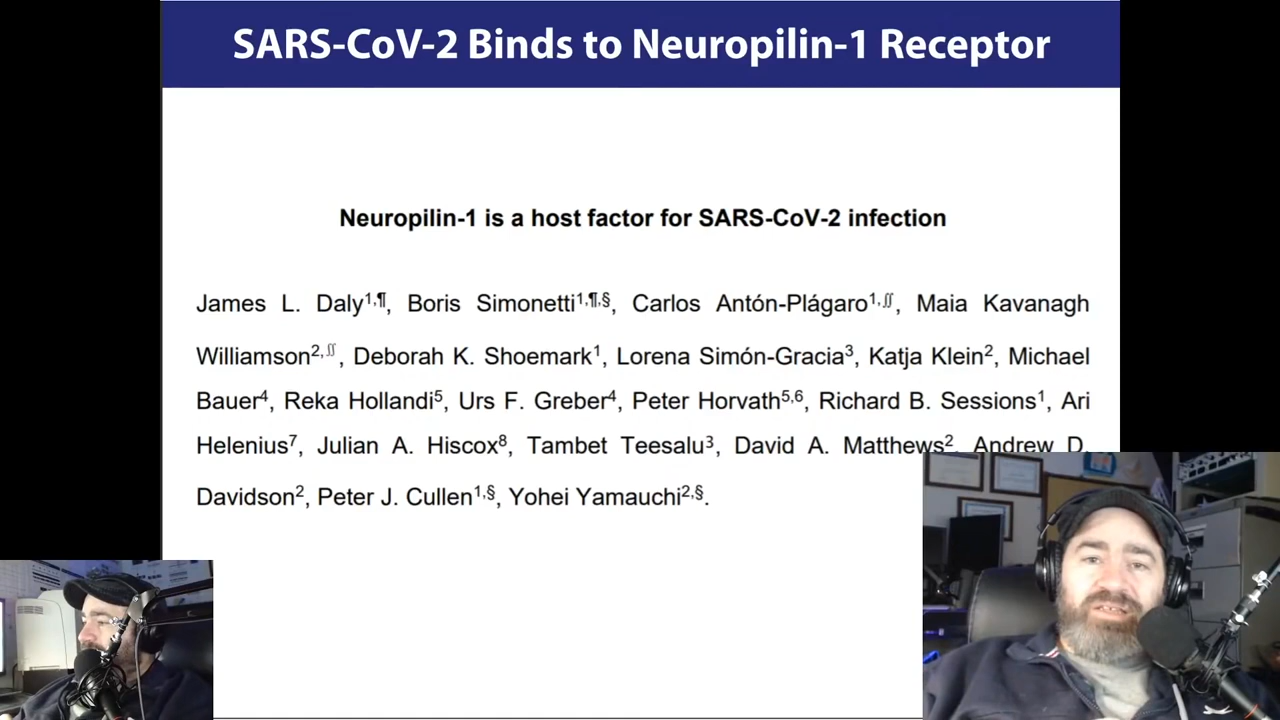 SARS-CoV-2 Binds to Neuropilin-1 Receptor
Neuropilin-1 is a host factor for SARS-CoV-2 infection
James L. Daly¹,¶, Boris Simonetti¹,¶,§, Carlos Antón-Plágaro¹,∬, Maia Kavanagh
Williamson²,∬, Deborah K. Shoemark¹, Lorena Simón-Gracia³, Katja Klein², Michael
Bauer⁴, Reka Hollandi⁵, Urs F. Greber⁴, Peter Horvath⁵,⁶, Richard B. Sessions¹, Ari
Helenius⁷, Julian A. Hiscox⁸, Tambet Teesalu³, David A. Matthews², Andrew D.
Davidson², Peter J. Cullen¹,§, Yohei Yamauchi²,§.